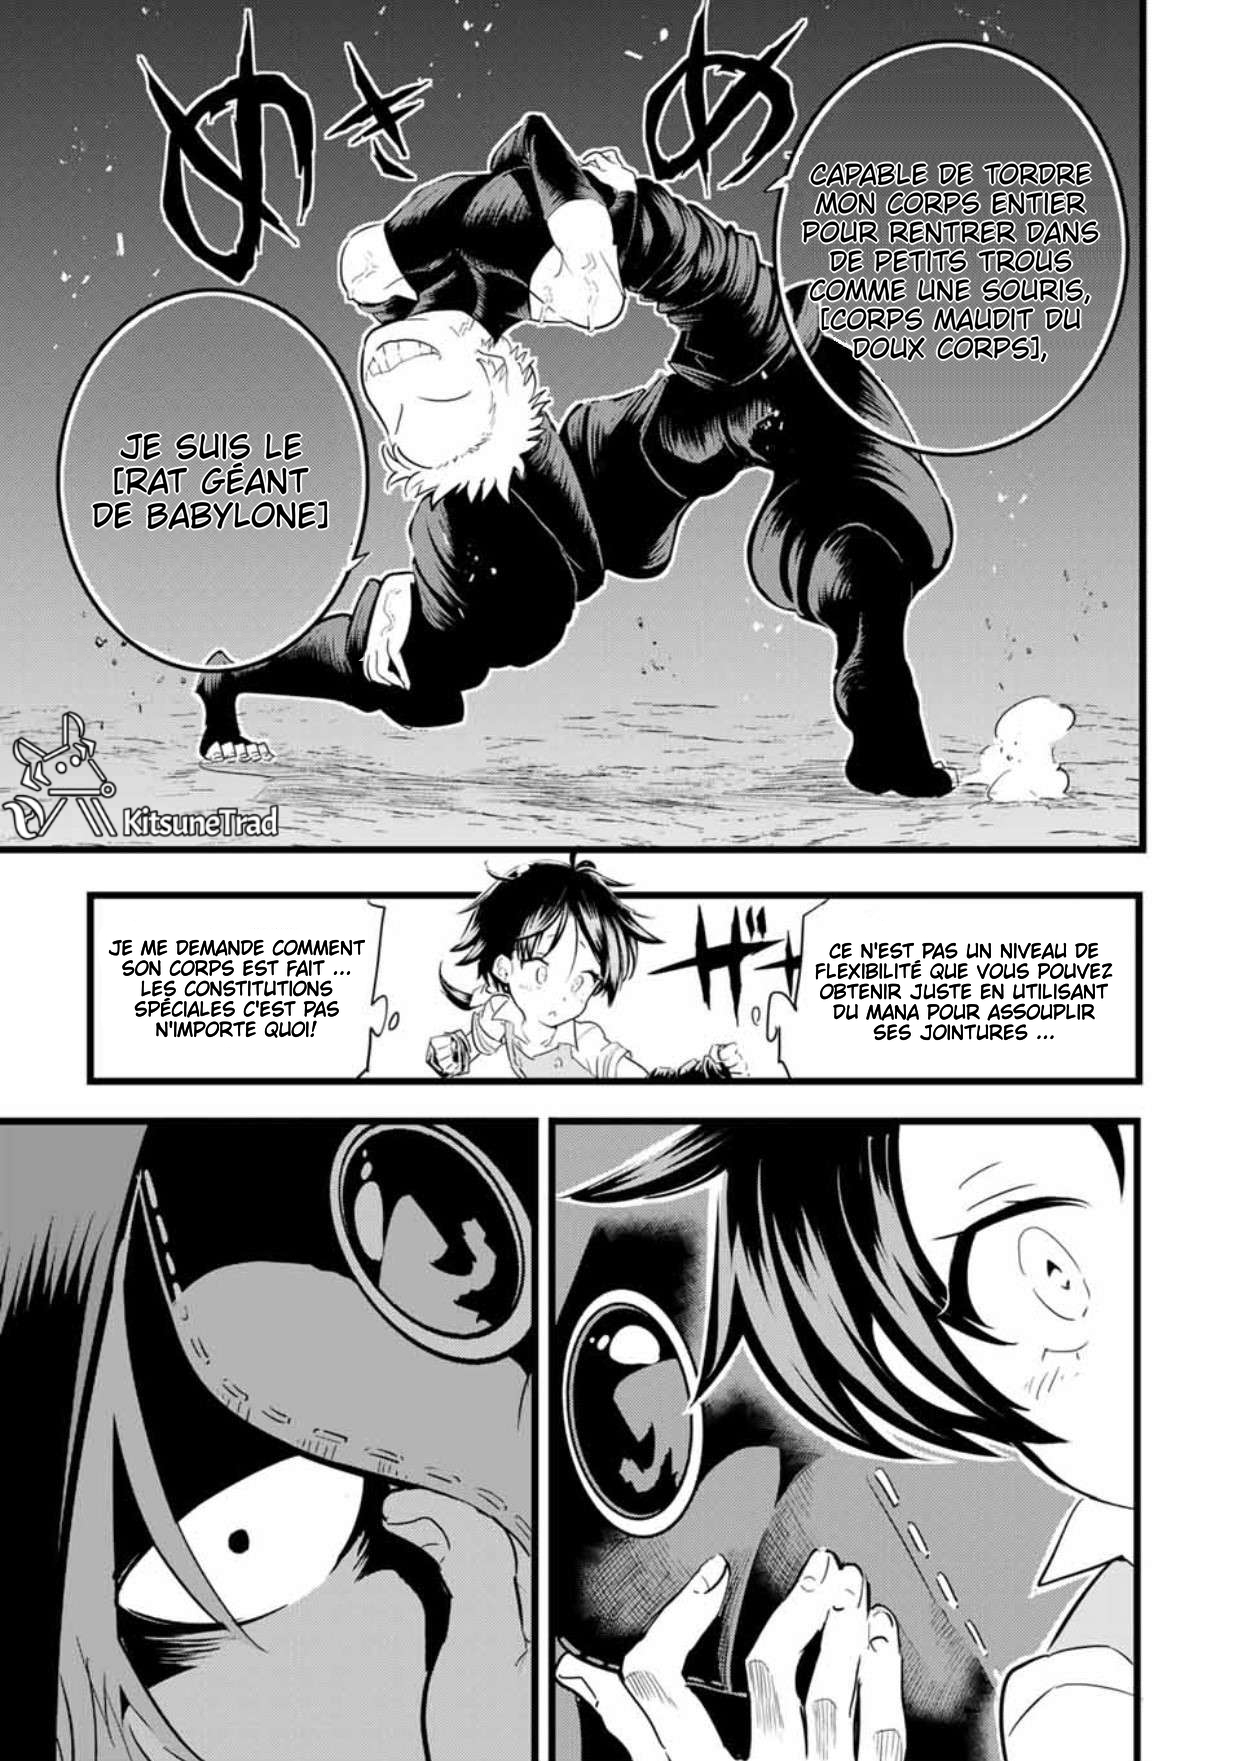 めきめ
CAPABLE DE TORDRE
MON CORPS ENTIER
POUR RENTRER DANS
DE PETITS TROUS
COMME UNE SOURIS,
[CORPS MAUDIT DU
DOUX CORPS],
JE SUIS LE
[RAT GÉANT
DE BABYLONE]
KitsuneTrad
CE N'EST PAS UN NIVEAU DE
FLEXIBILITÉ QUE VOUS POUVEZ
OBTENIR JUSTE EN UTILISANT
DU MANA POUR ASSOUPLIR
SES JOINTURES ...
ザッ
JE ME DEMANDE COMMENT
SON CORPS EST FAIT ...
LES CONSTITUTIONS
SPÉCIALES C'EST PAS
N'IMPORTE QUOI!